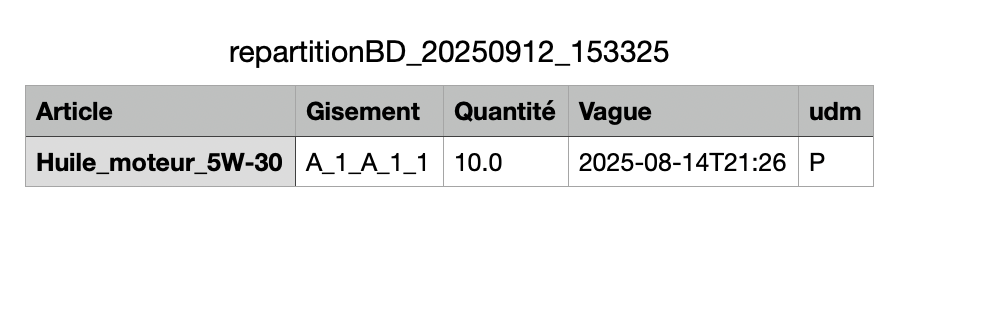 repartitionBD_20250912_153325
Article Gisement Quantité Vague udm
Huile_moteur_5W-30 A_1_A_1_1 10.0 2025-08-14T21:26 P